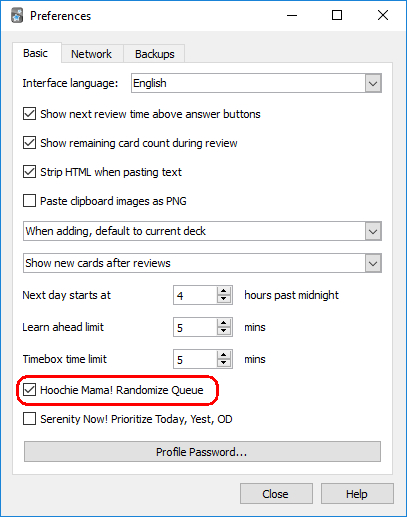 Preferences
Basic Network Backups
Interface language: English
Show next review time above answer buttons
Show remaining card count during review
Strip HTML when pasting text
Paste clipboard images as PNG
When adding, default to current deck
Show new cards after reviews
Next day starts at 4 hours past midnight
Learn ahead limit 5 mins
Timebox time limit 5 mins
Hoochie Mama! Randomize Queue
Serenity Now! Prioritize Today, Yest, OD
Profile Password...
Close Help